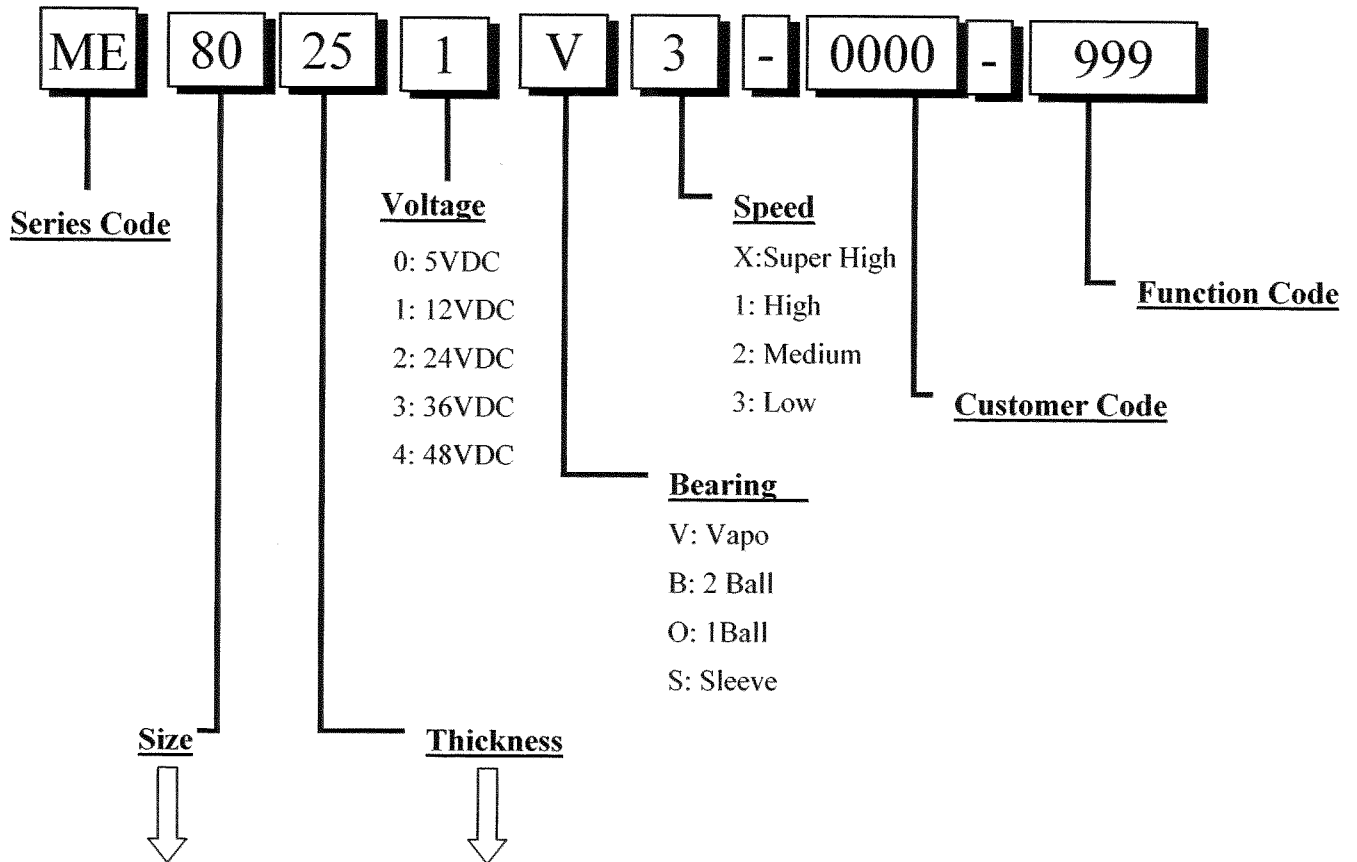 ME 80 25 1 V 3 - 0000 - 999
Series Code
Voltage
0: 5VDC
1: 12VDC
2: 24VDC
3: 36VDC
4: 48VDC
Speed
X:Super High
1: High
2: Medium
3: Low
Function Code
Customer Code
Bearing
V: Vapo
B: 2 Ball
O: 1Ball
S: Sleeve
Size
Thickness